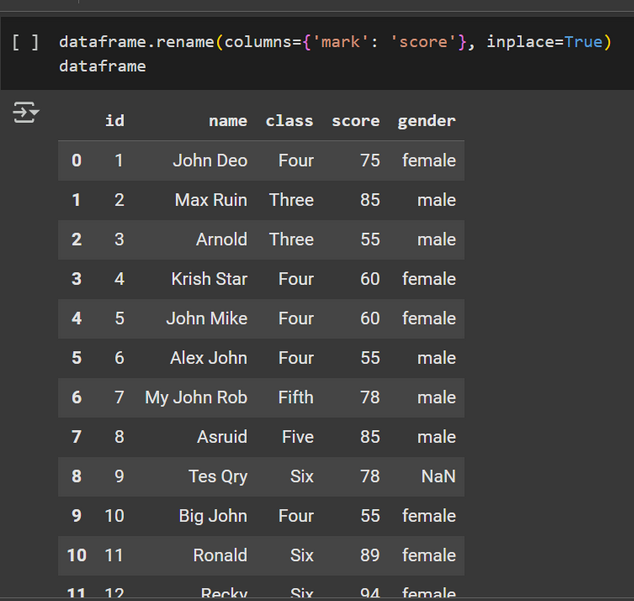 [ ] dataframe.rename(columns={'mark': 'score'}, inplace=True)
dataframe
id name class score gender
0 1 John Deo Four 75 female
1 2 Max Ruin Three 85 male
2 3 Arnold Three 55 male
3 4 Krish Star Four 60 female
4 5 John Mike Four 60 female
5 6 Alex John Four 55 male
6 7 My John Rob Fifth 78 male
7 8 Asruid Five 85 male
8 9 Tes Qry Six 78 NaN
9 10 Big John Four 55 female
10 11 Ronald Six 89 female
11 12 Recky Six 94 female